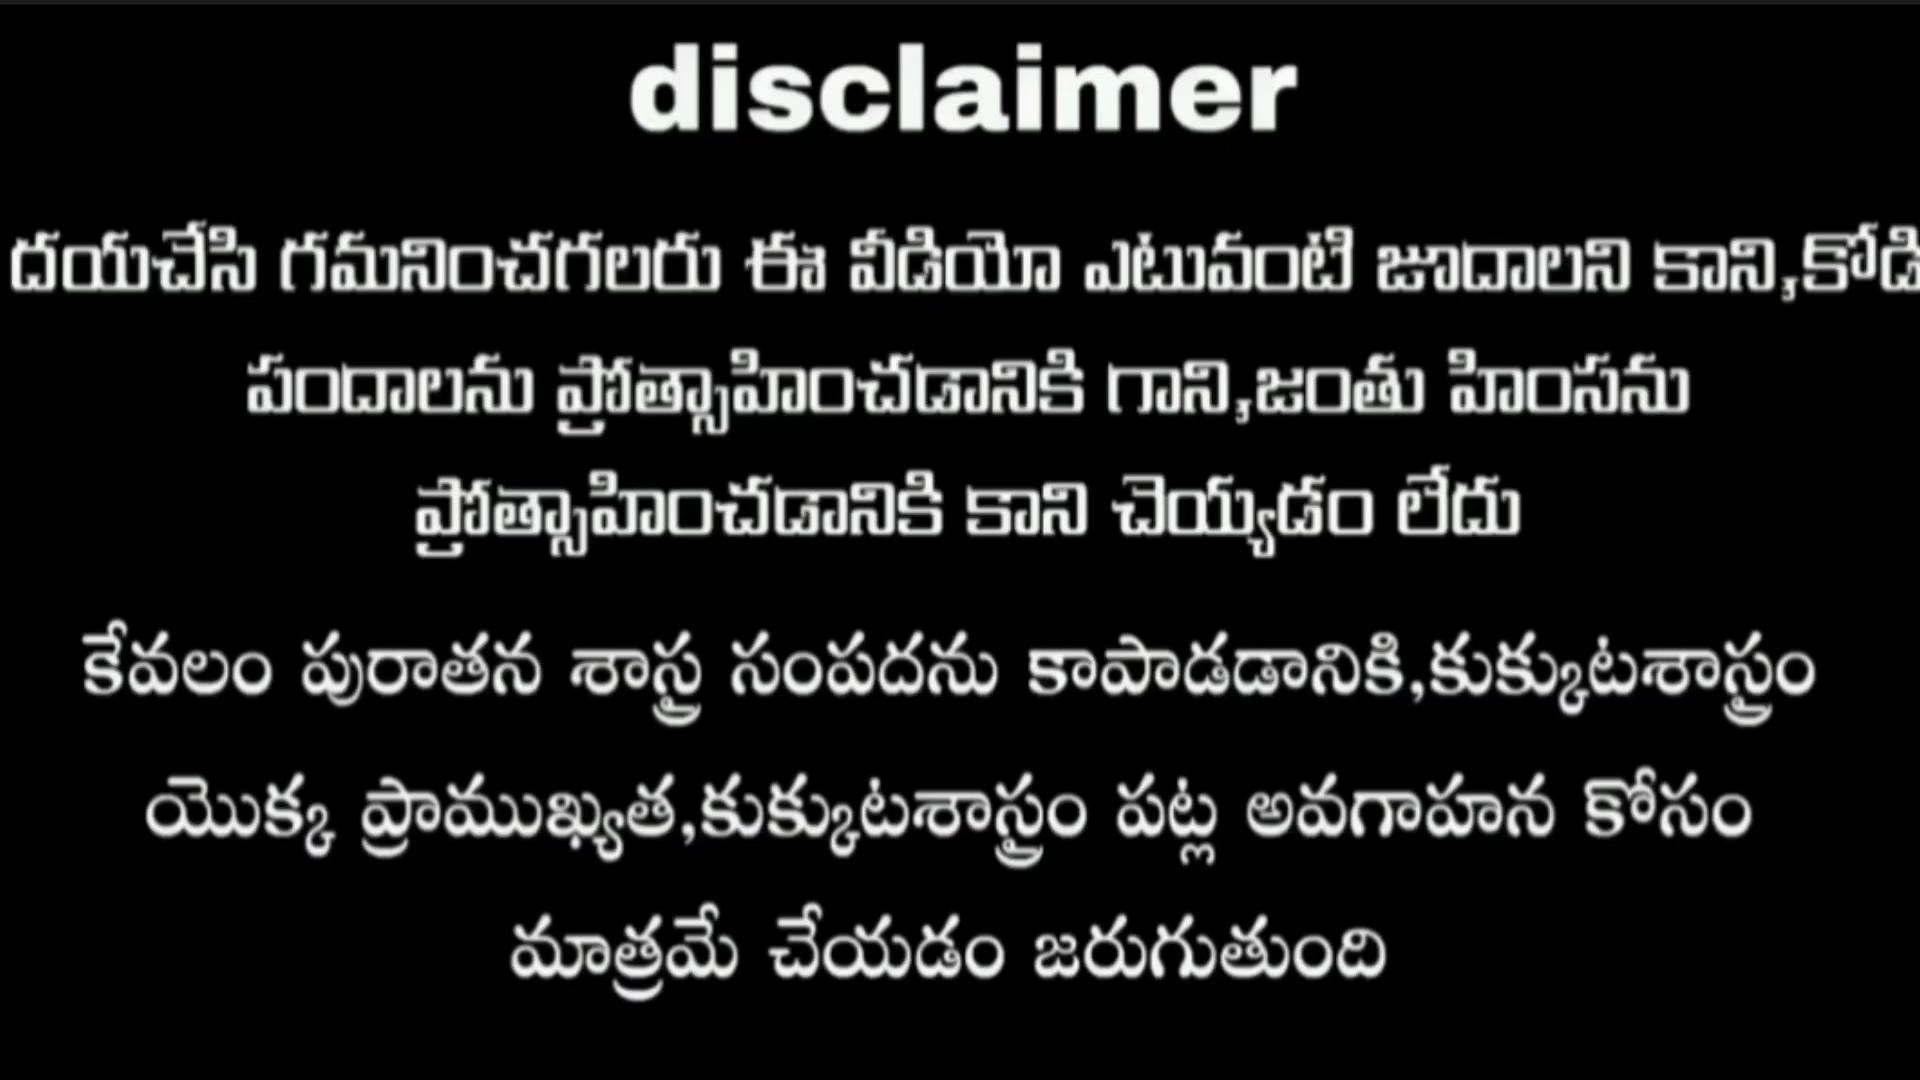 disclaimer
దయచేసి గమనించగలరు ఈ వీడియో ఎటువంటి జూదాలని కాని,కోడి
పందాలను ప్రోత్సాహించడానికి గాని,జంతు హింసను
ప్రోత్సాహించడానికి కాని చెయ్యడం లేదు
కేవలం పురాతన శాస్త్ర సంపదను కాపాడడానికి,కుక్కుటశాస్త్రం
యొక్క ప్రాముఖ్యత,కుక్కుటశాస్త్రం పట్ల అవగాహన కోసం
మాత్రమే చేయడం జరుగుతుంది